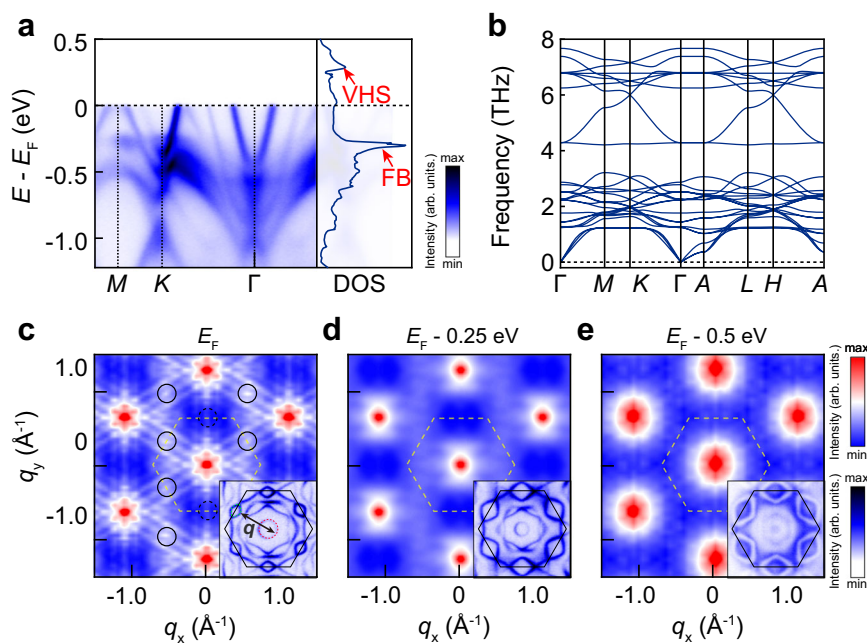 a
0.5
0
-0.5
-1.0
E - E_F (eV)
M K Γ DOS
VHS
FB
max
Intensity (arb. units.)
min
b
8
6
4
2
0
Frequency (THz)
Γ M K Γ A L H A
c E_F
1.0
0
-1.0
q_y (Å⁻¹)
q
-1.0 0 1.0
q_x (Å⁻¹)
d E_F - 0.25 eV
-1.0 0 1.0
q_x (Å⁻¹)
e E_F - 0.5 eV
-1.0 0 1.0
q_x (Å⁻¹)
max
Intensity (arb. units.)
min
max
Intensity (arb. units.)
min